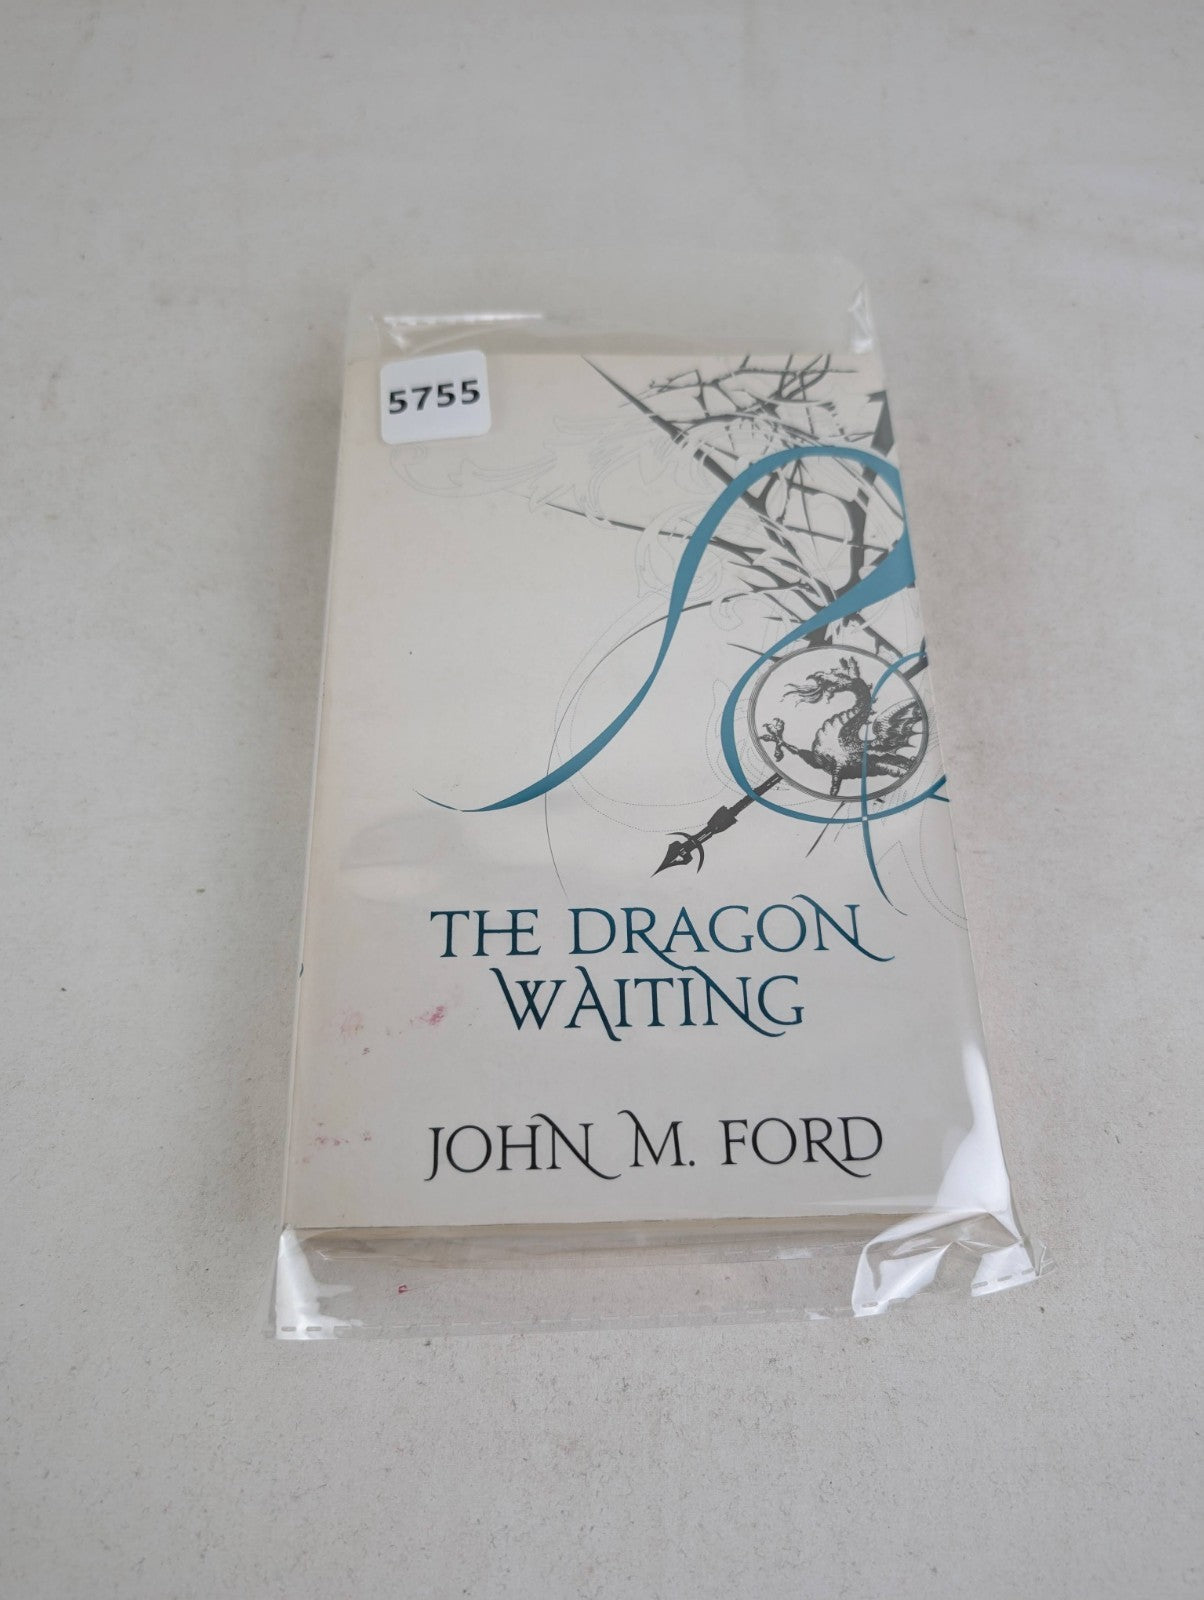 5755
THE DRAGON
WAITING
JOHN M. FORD